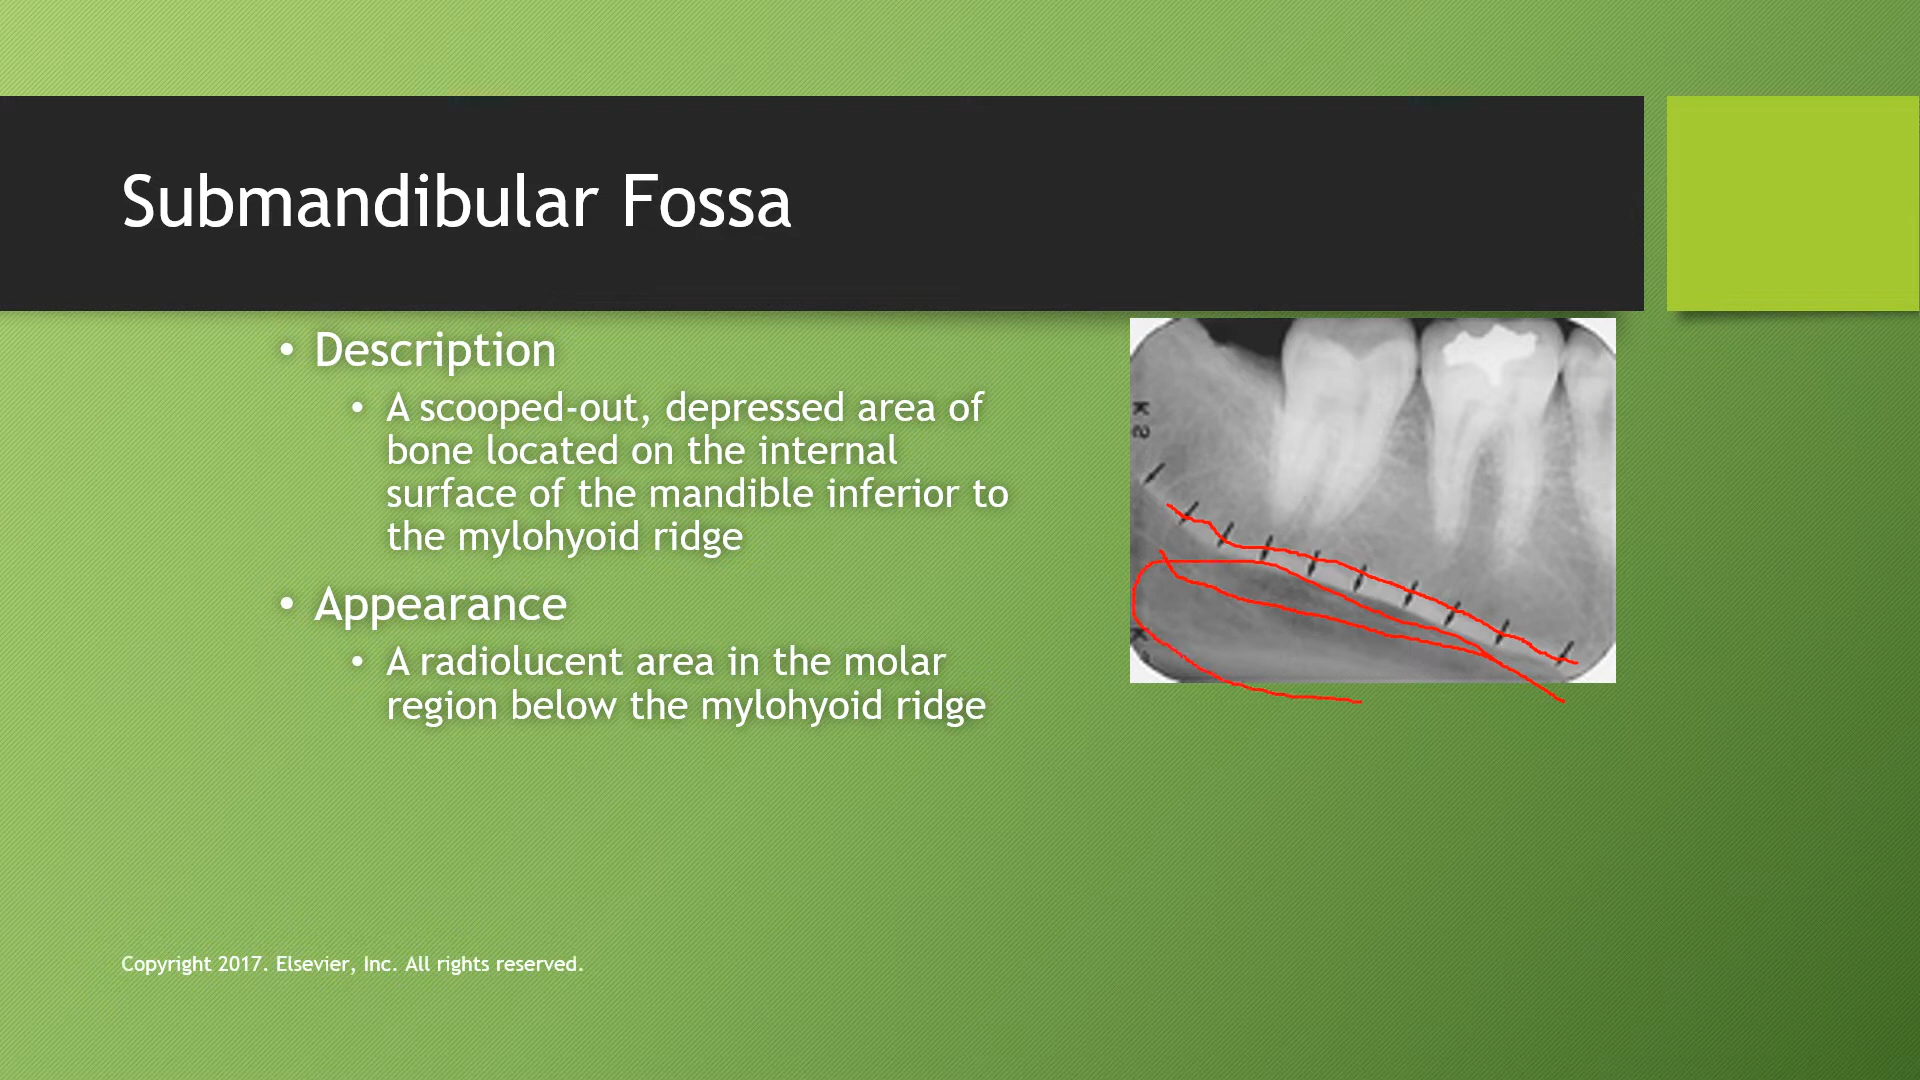 Submandibular Fossa
• Description
• A scooped-out, depressed area of
bone located on the internal
surface of the mandible inferior to
the mylohyoid ridge
• Appearance
• A radiolucent area in the molar
region below the mylohyoid ridge
Copyright 2017. Elsevier, Inc. All rights reserved.